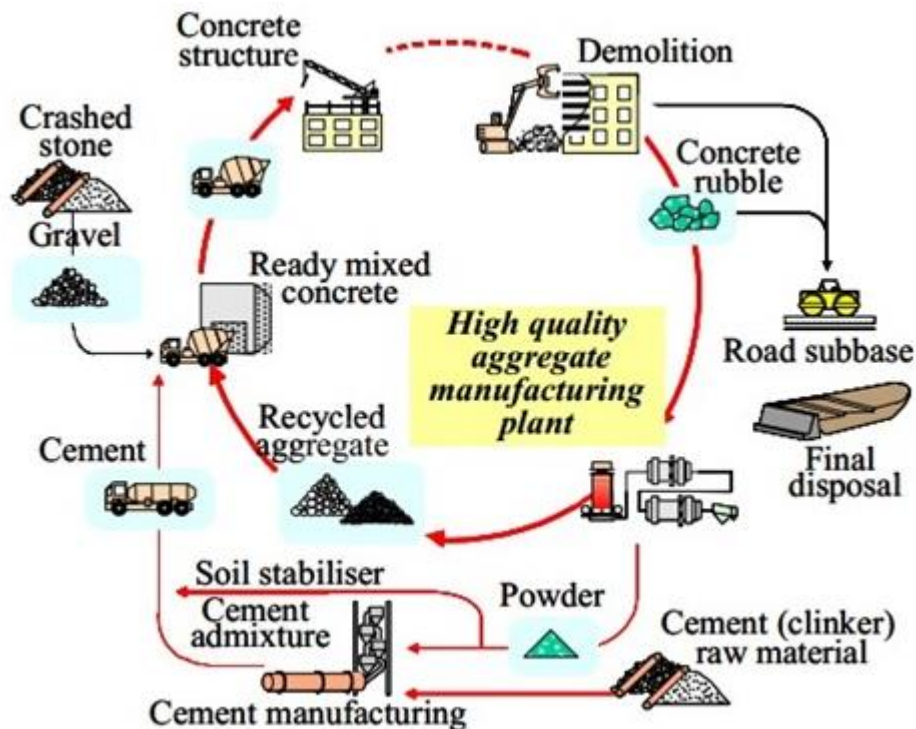 Concrete
structure
Demolition
Crashed
stone
Concrete
rubble
Gravel
Ready mixed
concrete
High quality
aggregate
manufacturing
plant
Road subbase
Recycled
aggregate
Cement
Final
disposal
Soil stabiliser
Powder
Cement
admixture
Cement (clinker)
raw material
Cement manufacturing